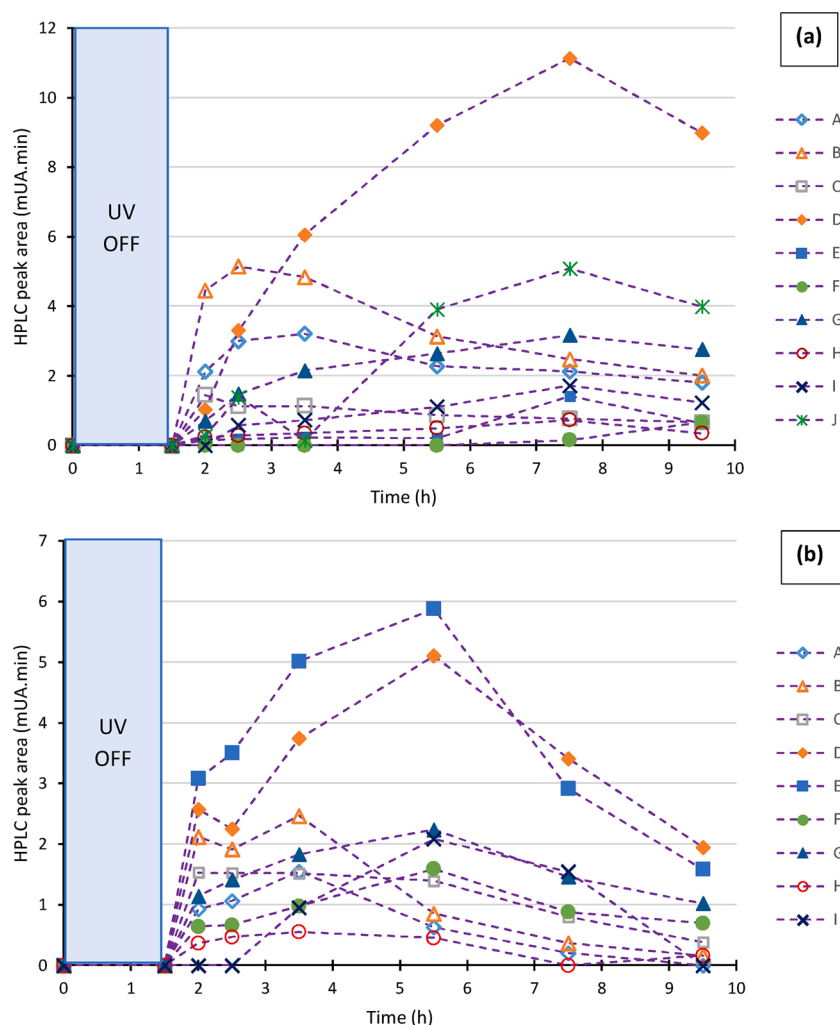 (a)
HPLC peak area (mUA.min)
12
10
8
6
4
2
0
UV
OFF
0 1 2 3 4 5 6 7 8 9 10
Time (h)
A
B
C
D
E
F
G
H
I
J
(b)
HPLC peak area (mUA.min)
7
6
5
4
3
2
1
0
UV
OFF
0 1 2 3 4 5 6 7 8 9 10
Time (h)
A
B
C
D
E
F
G
H
I